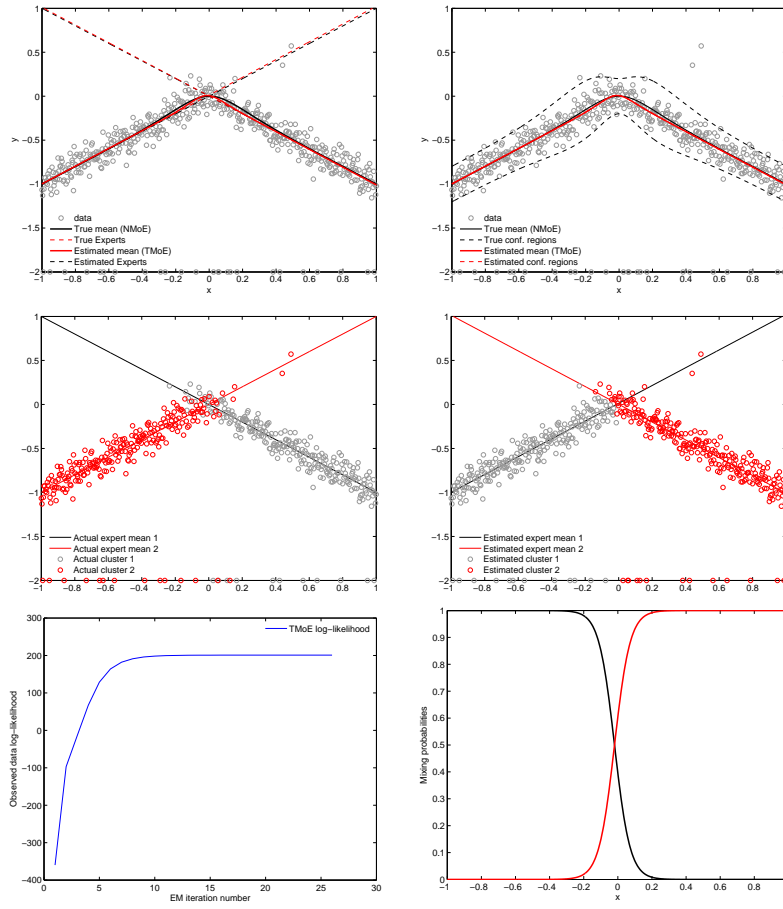 1
0.5
0
−0.5
−1
−1.5
−2
y
data
True mean (NMoE)
True Experts
Estimated mean (TMoE)
Estimated Experts
−1 −0.8 −0.6 −0.4 −0.2 0 0.2 0.4 0.6 0.8 1
x
1
0.5
0
−0.5
−1
−1.5
−2
y
data
True mean (NMoE)
True conf. regions
Estimated mean (TMoE)
Estimated conf. regions
−1 −0.8 −0.6 −0.4 −0.2 0 0.2 0.4 0.6 0.8
x
1
0.5
0
−0.5
−1
−1.5
−2
Actual expert mean 1
Actual expert mean 2
Actual cluster 1
Actual cluster 2
−1 −0.8 −0.6 −0.4 −0.2 0 0.2 0.4 0.6 0.8 1
1
0.5
0
−0.5
−1
−1.5
−2
Estimated expert mean 1
Estimated expert mean 2
Estimated cluster 1
Estimated cluster 2
−1 −0.8 −0.6 −0.4 −0.2 0 0.2 0.4 0.6 0.8
300
200
100
0
−100
−200
−300
−400
Observed data log−likelihood
TMoE log−likelihood
0 5 10 15 20 25 30
EM iteration number
1
0.9
0.8
0.7
0.6
0.5
0.4
0.3
0.2
0.1
0
Mixing probabilities
−1 −0.8 −0.6 −0.4 −0.2 0 0.2 0.4 0.6 0.8
x